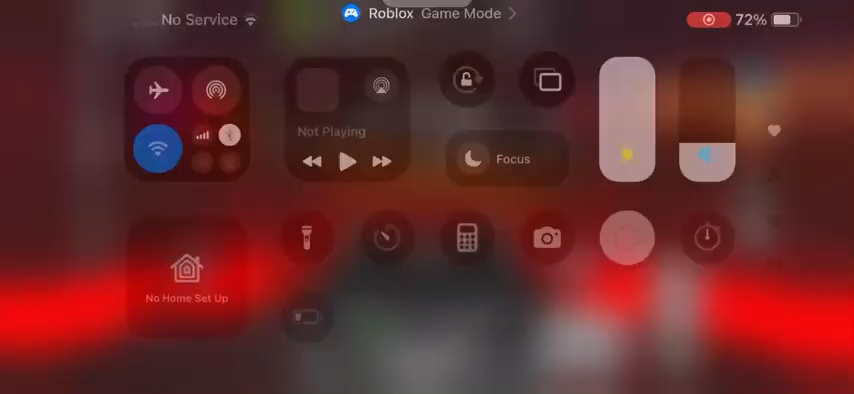 No Service
Roblox Game Mode
72%
Not Playing
Focus
No Home Set Up